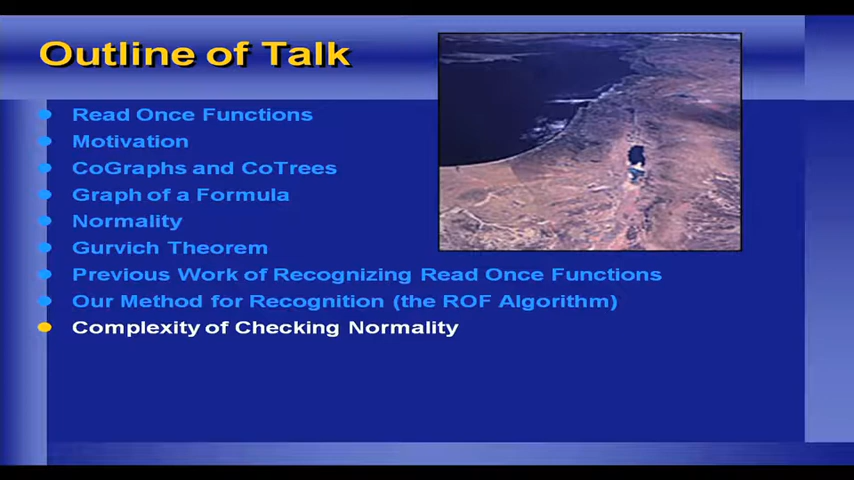 Outline of Talk
Read Once Functions
Motivation
CoGraphs and CoTrees
Graph of a Formula
Normality
Gurvich Theorem
Previous Work of Recognizing Read Once Functions
Our Method for Recognition (the ROF Algorithm)
Complexity of Checking Normality